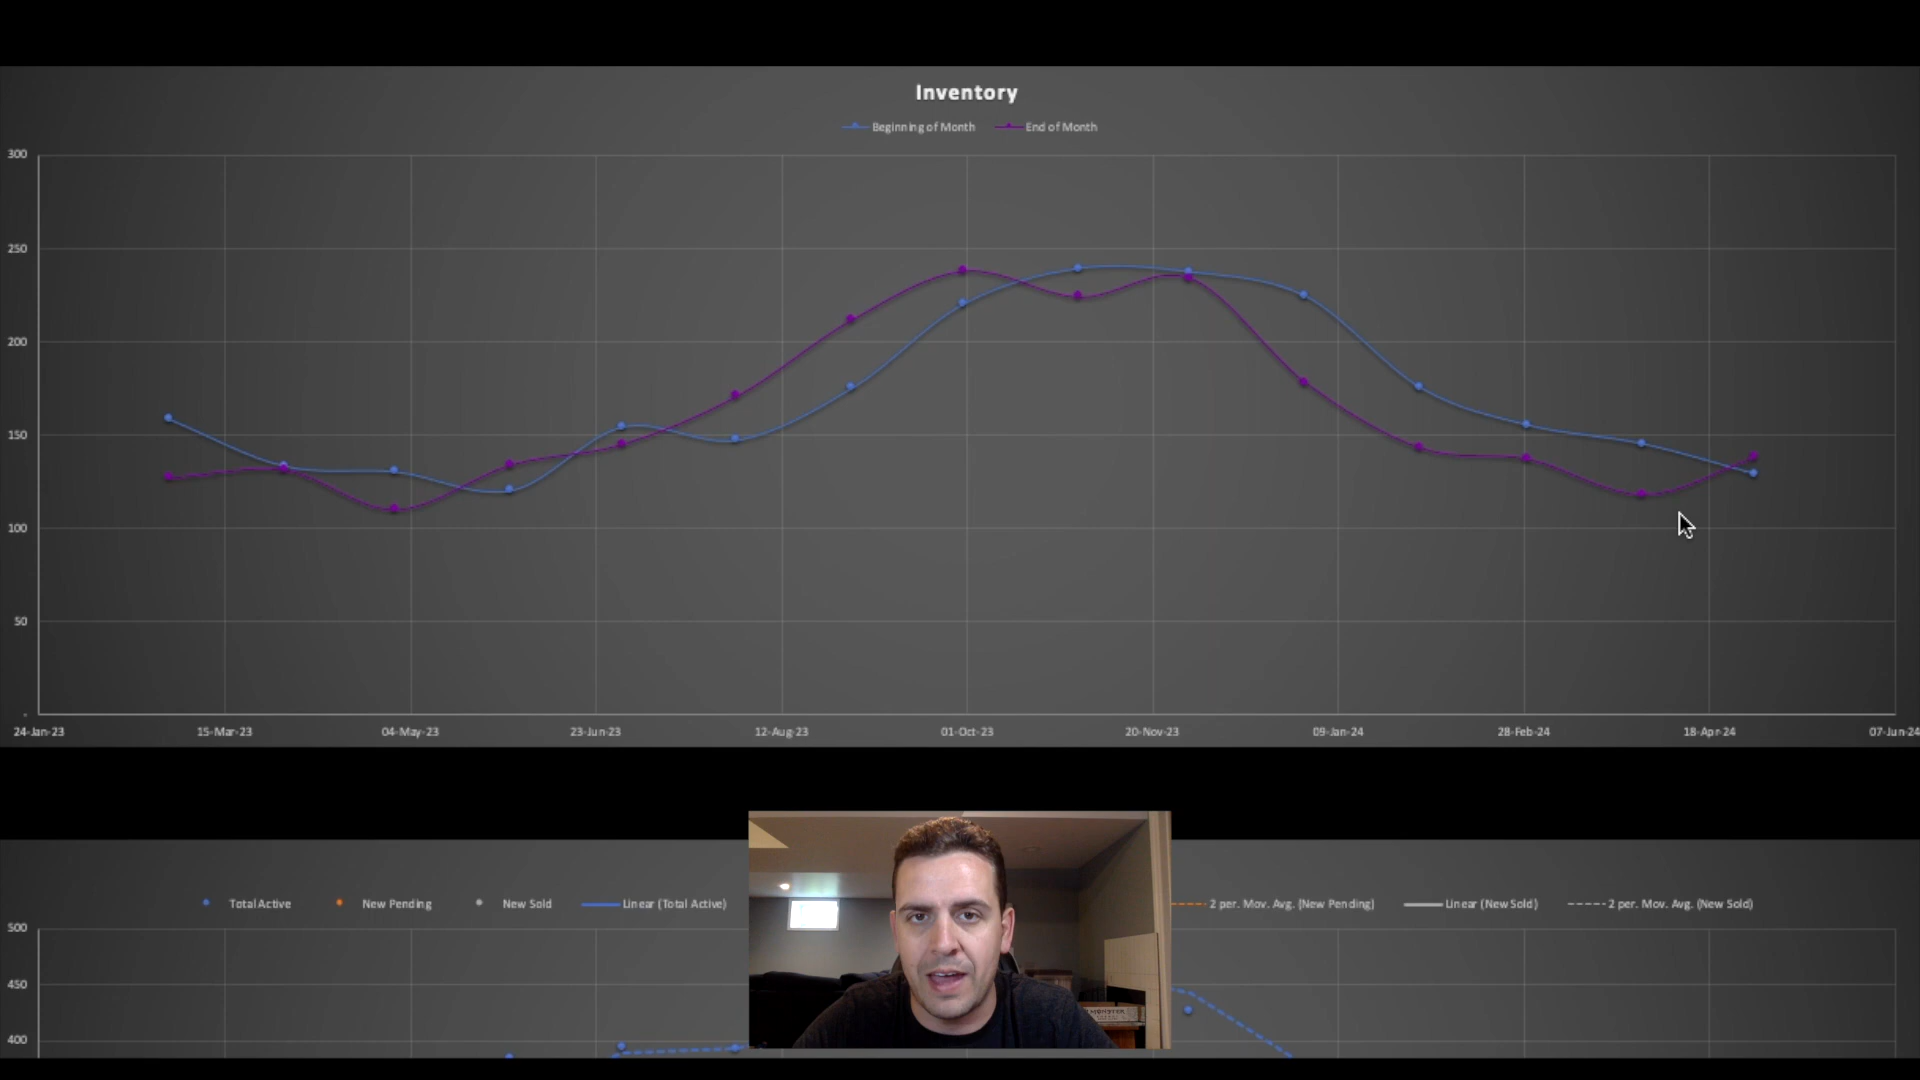 Inventory
Beginning of Month
End of Month
300
250
200
150
100
50
-
24-Jan-23
15-Mar-23
04-May-23
23-Jun-23
12-Aug-23
01-Oct-23
20-Nov-23
09-Jan-24
28-Feb-24
18-Apr-24
07-Jun-24
Total Active
New Pending
New Sold
Linear (Total Active)
2 per. Mov. Avg. (New Pending)
Linear (New Sold)
2 per. Mov. Avg. (New Sold)
500
450
400
MONSTER